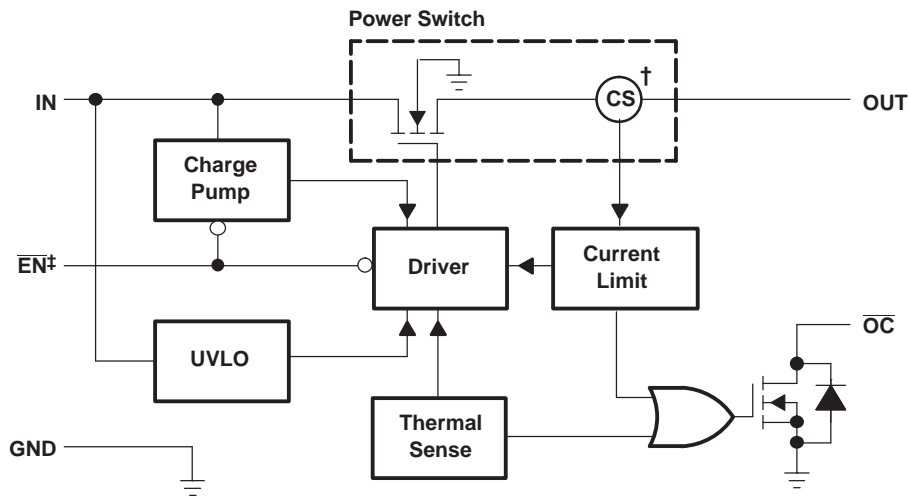 Power Switch
IN
CS
†
OUT
Charge
Pump
EN‡
Driver
Current
Limit
OC
UVLO
Thermal
Sense
GND